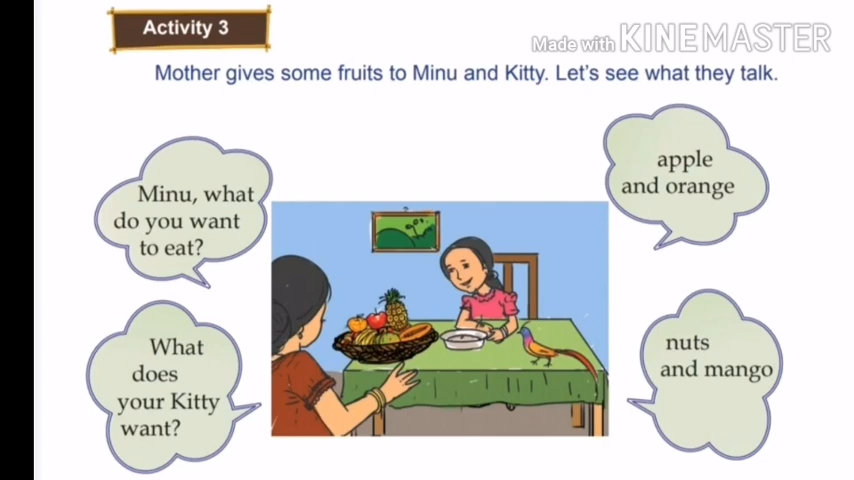 Activity 3
Made with KINEMASTER
Mother gives some fruits to Minu and Kitty. Let's see what they talk.
Minu, what
do you want
to eat?
apple
and orange
What
does
your Kitty
want?
nuts
and mango